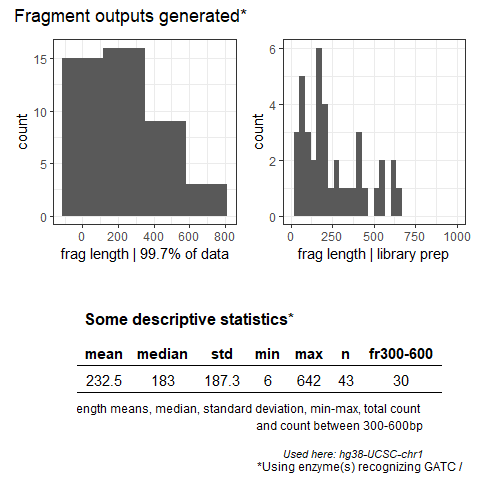 Fragment outputs generated*
count
15
10
5
0
0
200
400
600
800
frag length | 99.7% of data
count
6
4
2
0
0
250
500
750
1000
frag length | library prep
Some descriptive statistics*
mean median std min max n fr300-600
232.5 183 187.3 6 642 43 30
ength means, median, standard deviation, min-max, total count
and count between 300-600bp
Used here: hg38-UCSC-chr1
*Using enzyme(s) recognizing GATC /